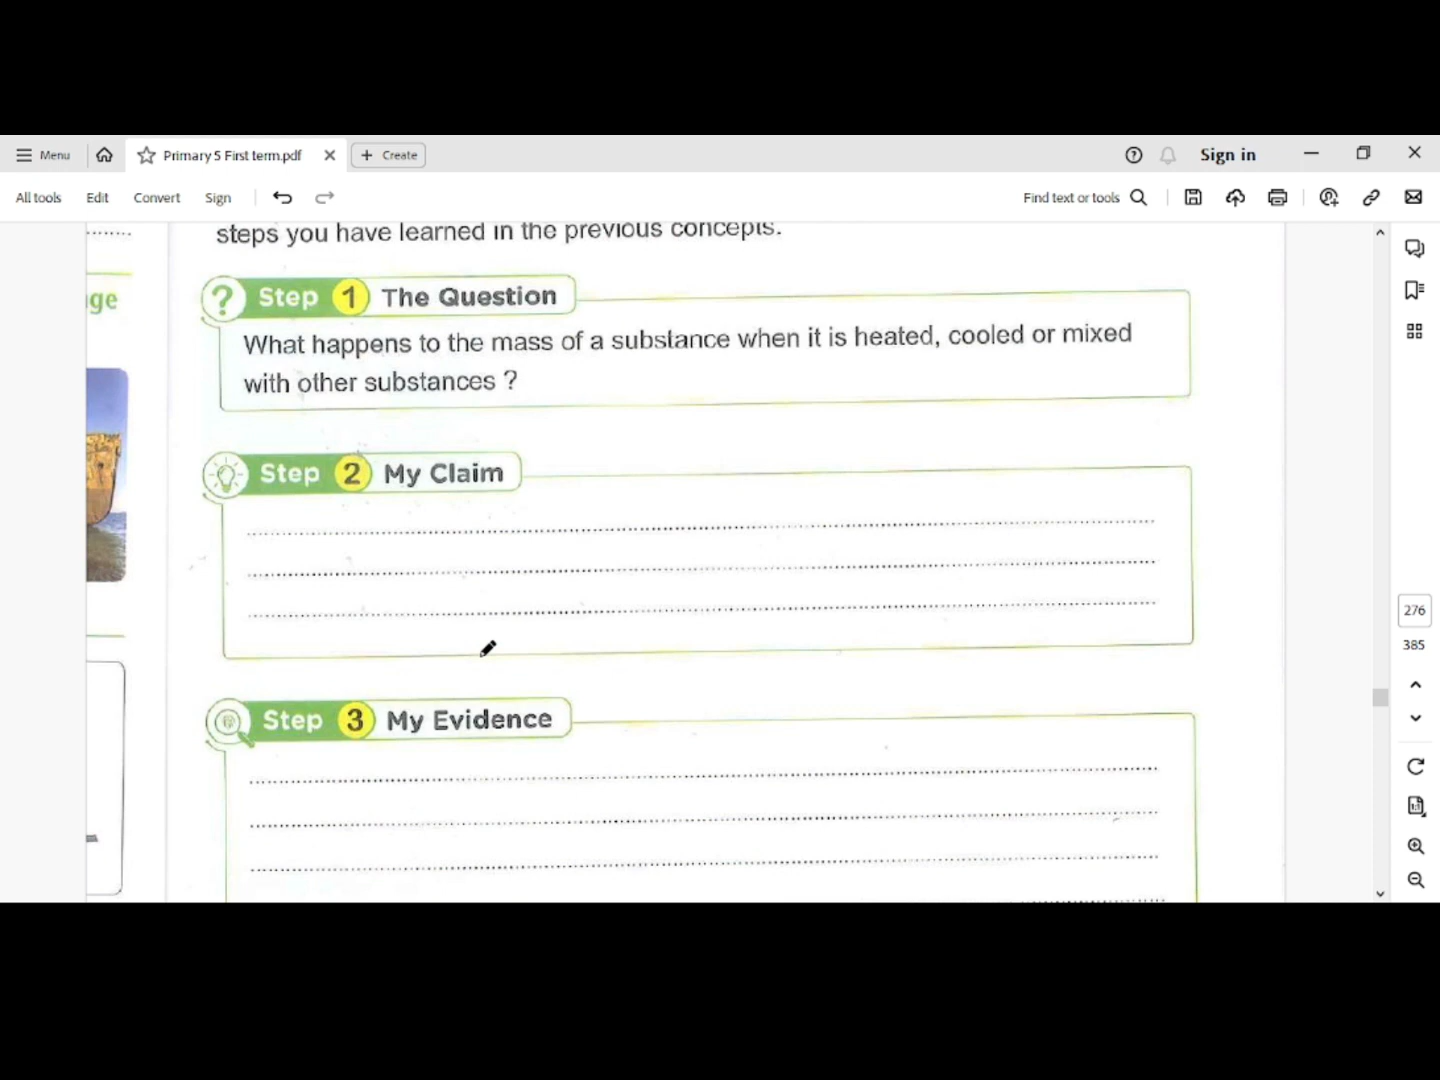 Menu
Primary 5 First term.pdf
Create
Sign in
All tools
Edit
Convert
Sign
Find text or tools
steps you have learned in the previous concepts.
ge
? Step 1 The Question
What happens to the mass of a substance when it is heated, cooled or mixed
with other substances ?
Step 2 My Claim
Step 3 My Evidence
276
385